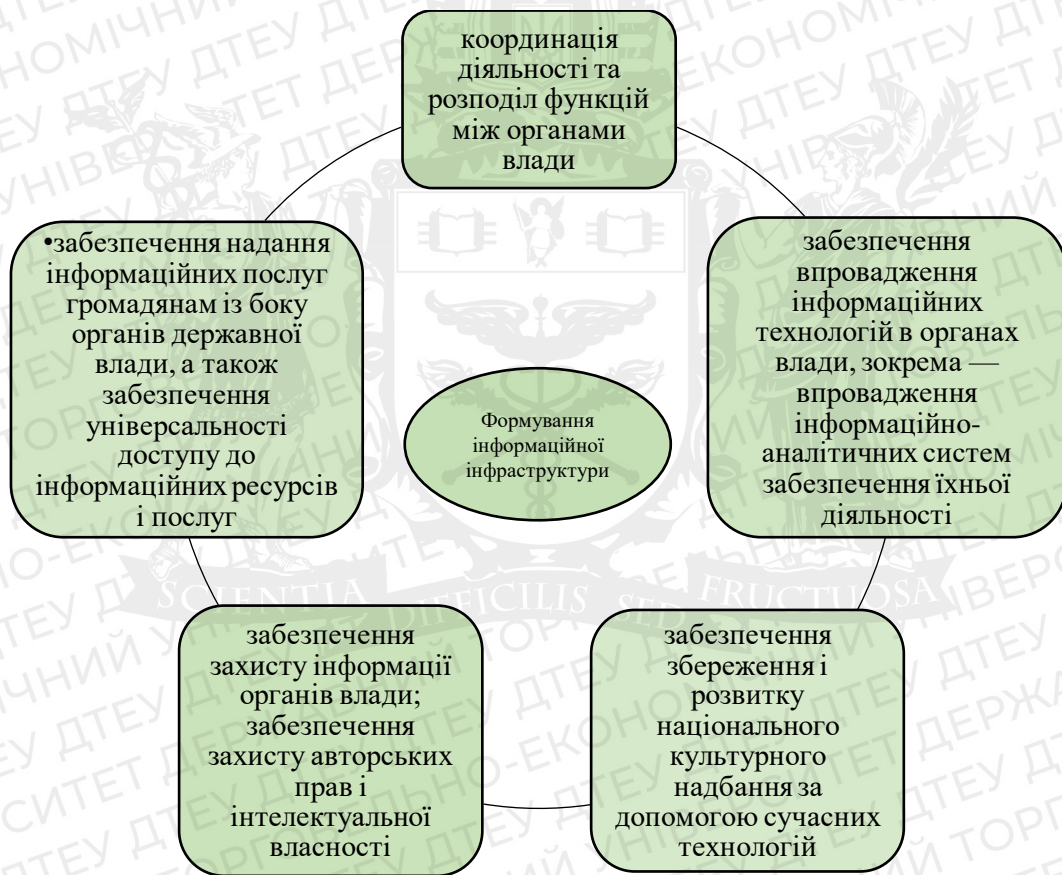 координація
діяльності та
розподіл функцій
між органами
влади
забезпечення
впровадження
інформаційних
технологій в органах
влади, зокрема —
впровадження
інформаційно-
аналітичних систем
забезпечення їхньої
діяльності
забезпечення
збереження і
розвитку
національного
культурного
надбання за
допомогою сучасних
технологій
забезпечення
захисту інформації
органів влади;
забезпечення
захисту авторських
прав і
інтелектуальної
власності
•забезпечення надання
інформаційних послуг
громадянам із боку
органів державної
влади, а також
забезпечення
універсальності
доступу до
інформаційних ресурсів
і послуг
Формування
інформаційної
інфраструктури
SCIENTIA DIFFICILIS SED FRUCTUOSA